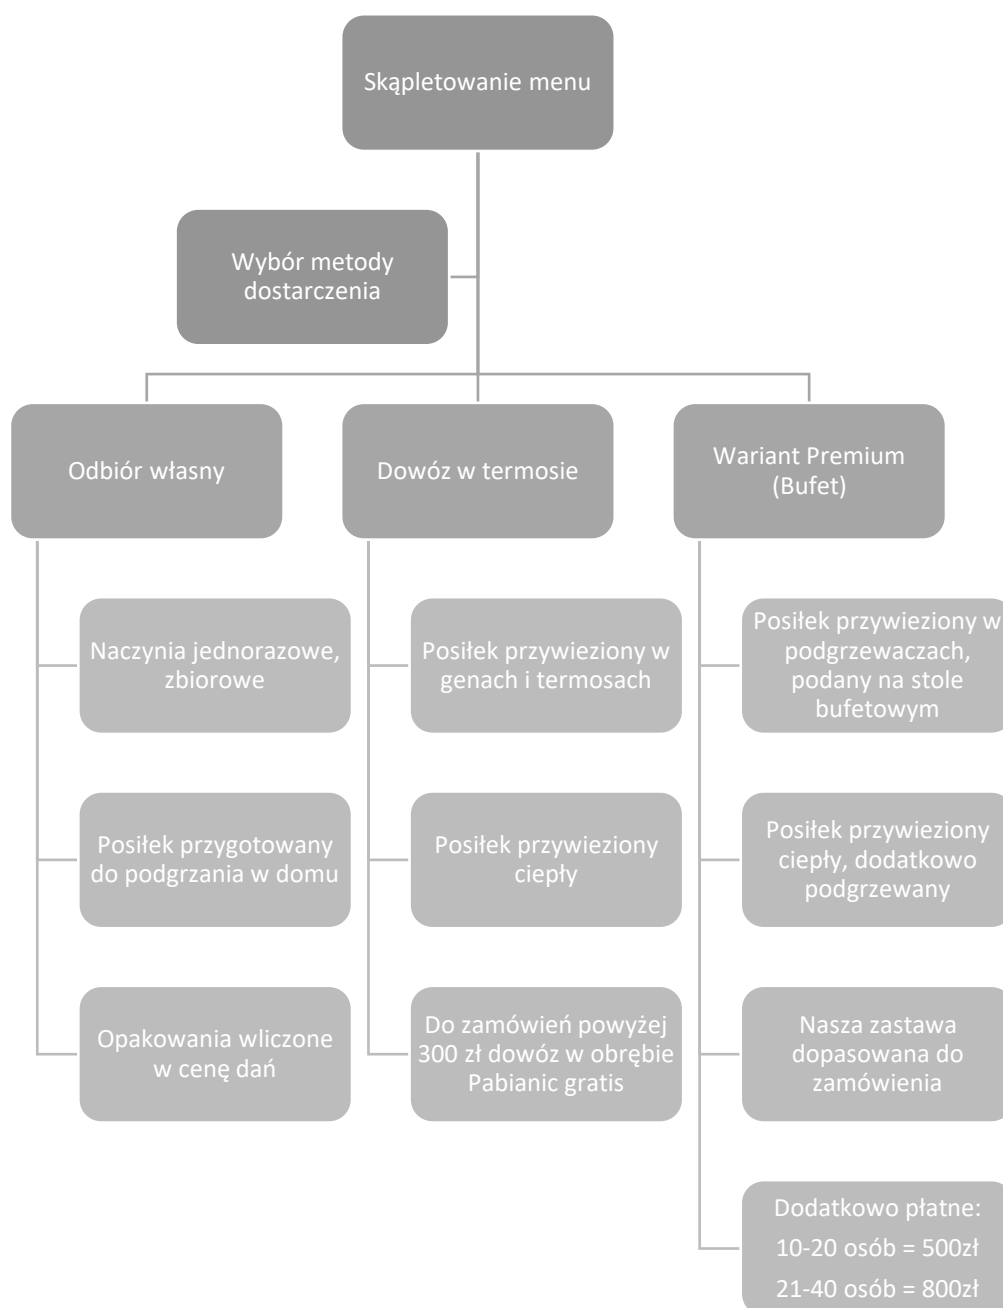 Skąpletowanie menu
Wybór metody
dostarczenia
Odbiór własny
Naczynia jednorazowe,
zbiorowe
Posiłek przygotowany
do podgrzania w domu
Opakowania wliczone
w cenę dań
Dowóz w termosie
Posiłek przywieziony w
genach i termosach
Posiłek przywieziony
ciepły
Do zamówień powyżej
300 zł dowóz w obrębie
Pabianic gratis
Wariant Premium
(Bufet)
Posiłek przywieziony w
podgrzewaczach,
podany na stole
bufetowym
Posiłek przywieziony
ciepły, dodatkowo
podgrzewany
Nasza zastawa
dopasowana do
zamówienia
Dodatkowo płatne:
10-20 osób = 500zł
21-40 osób = 800zł